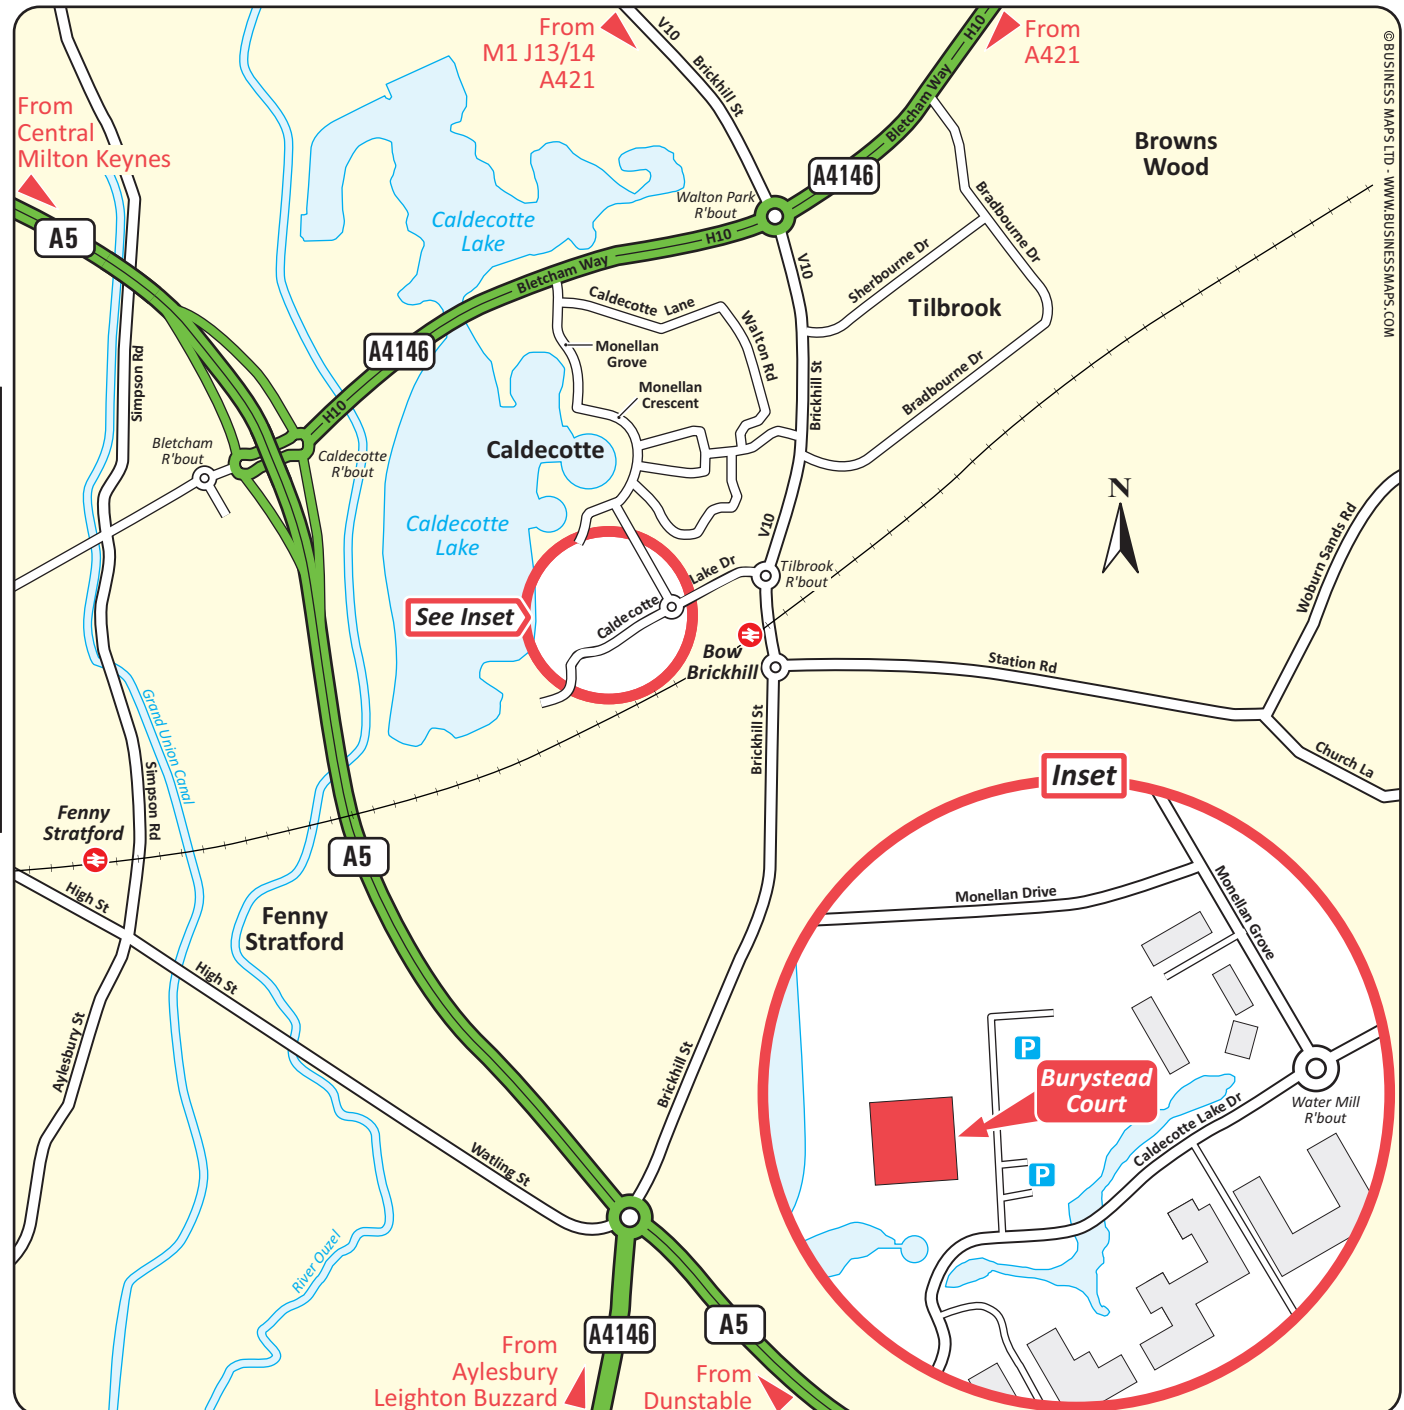 From
M1 J13/14
A421
V10
Brickhill St
H10
From
A421
©BUSINESS MAPS LTD - WWW.BUSINESSMAPS.COM
From
Central
Milton Keynes
Bletcham Way
Browns
Wood
A4146
Walton Park
R'bout
Caldecotte
Lake
A5
H10
Bradbourne Dr
Bletcham Way
V10
Sherbourne Dr
Caldecotte Lane
Tilbrook
Walton Rd
A4146
Monellan
Grove
Simpson Rd
Monellan
Crescent
Brickhill St
Bradbourne Dr
H10
Bletcham
R'bout
Caldecotte
R'bout
Caldecotte
N
Caldecotte
Lake
V10
Woburn Sands Rd
Lake Dr
Tilbrook
R'bout
See Inset
Caldecotte
Bow
Brickhill
Station Rd
Grand Union Canal
Brickhill St
Church La
Simpson Rd
Inset
Fenny
Stratford
A5
High St
Monellan Drive
Monellan Grove
Fenny
Stratford
High St
P
Aylesbury St
Brickhill St
Burystead
Court
Water Mill
R'bout
Caldecotte Lake Dr
P
Watling St
River Ouzel
A4146
A5
From
Aylesbury
Leighton Buzzard
From
Dunstable